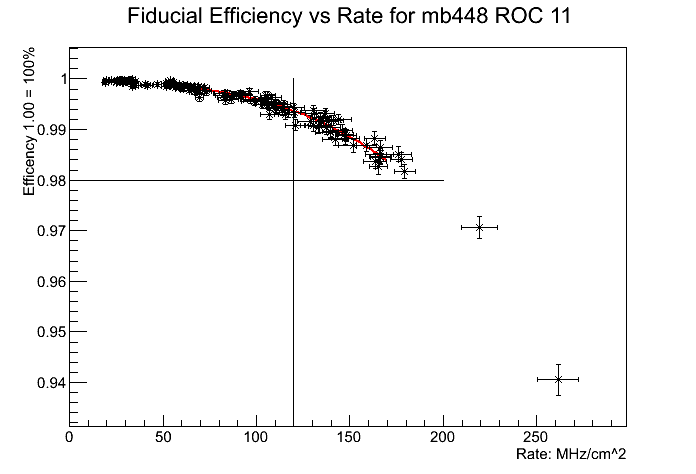 Fiducial Efficiency vs Rate for mb448 ROC 11
Efficency 1.00 = 100%
1
0.99
0.98
0.97
0.96
0.95
0.94
0 50 100 150 200 250
Rate: MHz/cm^2